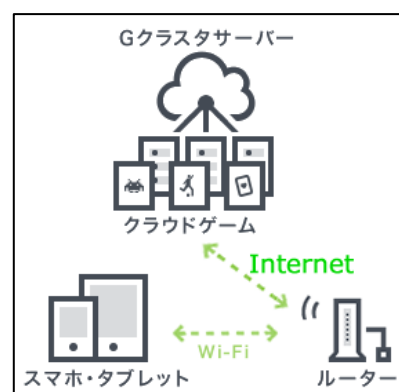 Gクラスタサーバー
クラウドゲーム
Internet
Wi-Fi
スマホ・タブレット
ルーター